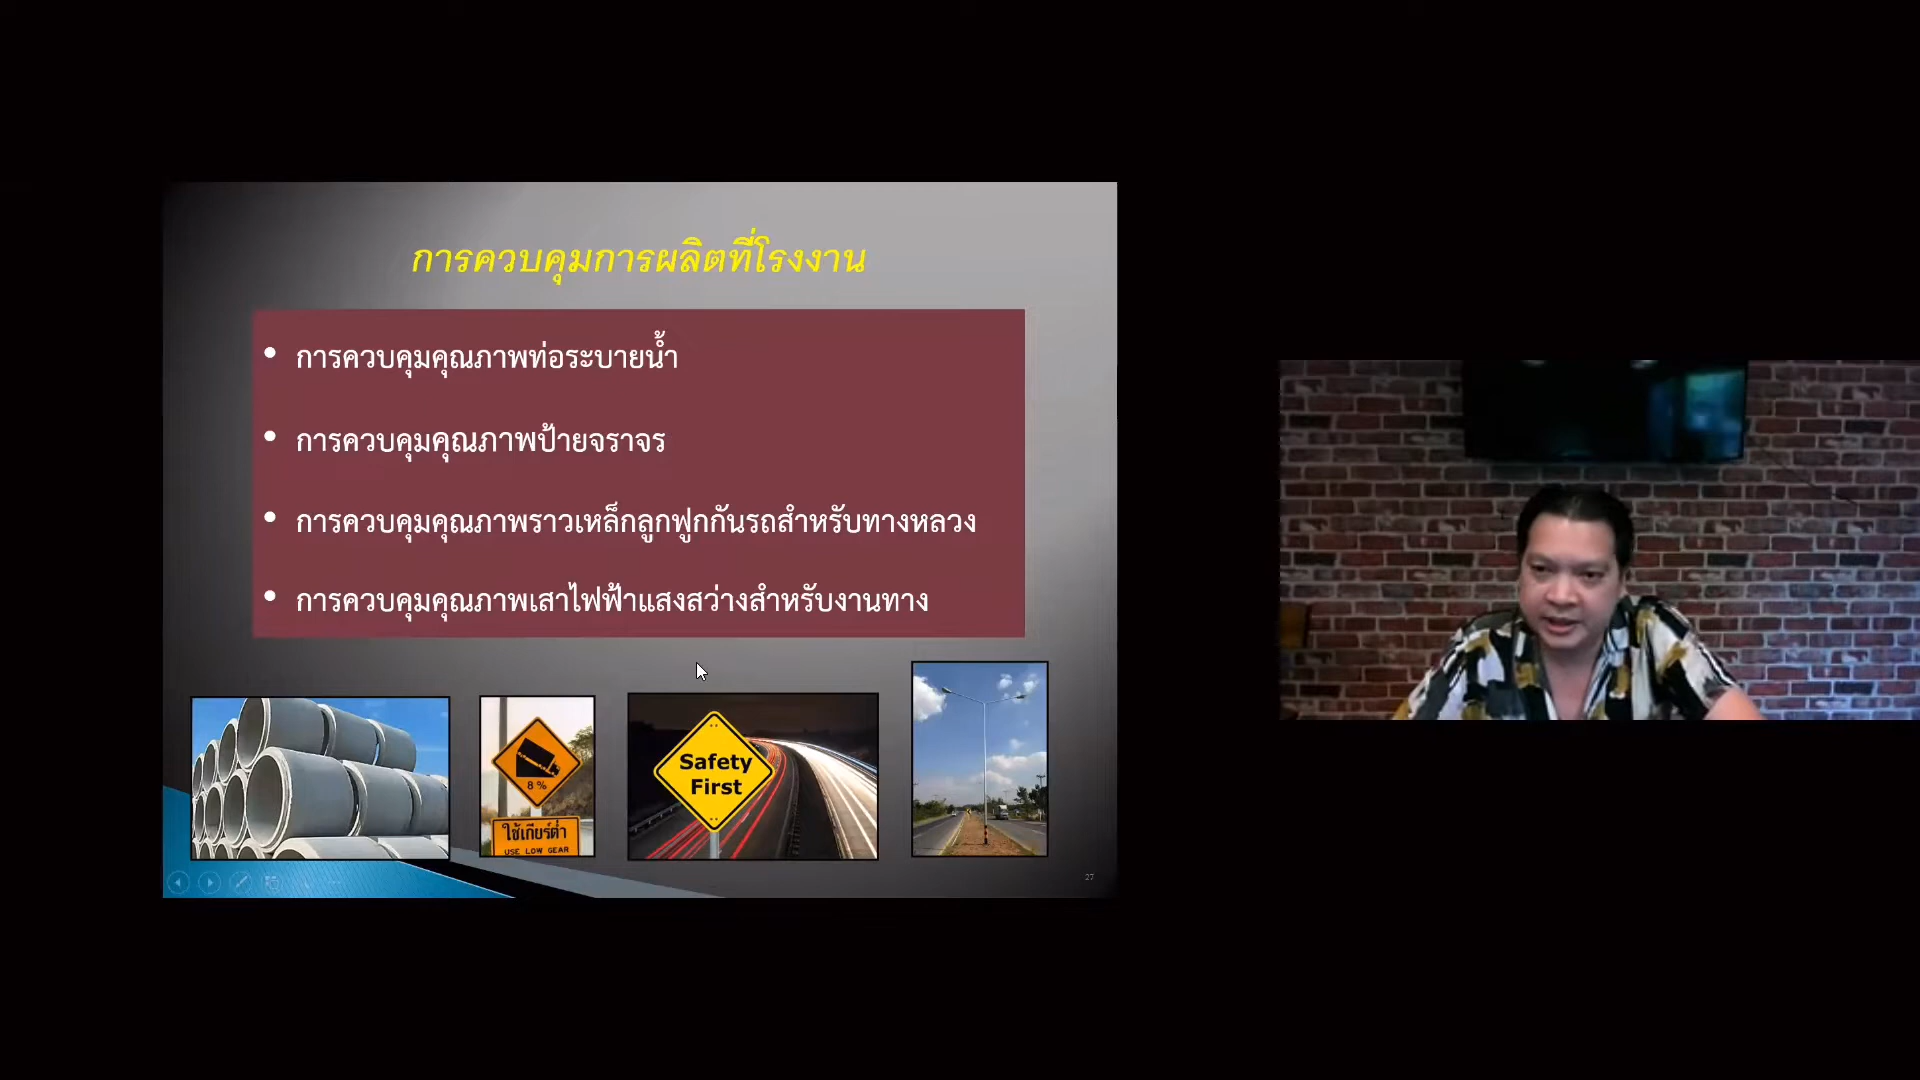 การควบคุมการผลิตที่โรงงาน
• การควบคุมคุณภาพท่อระบายน้ำ
• การควบคุมคุณภาพป้ายจราจร
• การควบคุมคุณภาพราวเหล็กลูกฟูกกันรถสำหรับทางหลวง
• การควบคุมคุณภาพเสาไฟฟ้าแสงสว่างสำหรับงานทาง
8 %
ใช้เกียร์ต่ำ
USE LOW GEAR
Safety
First
27